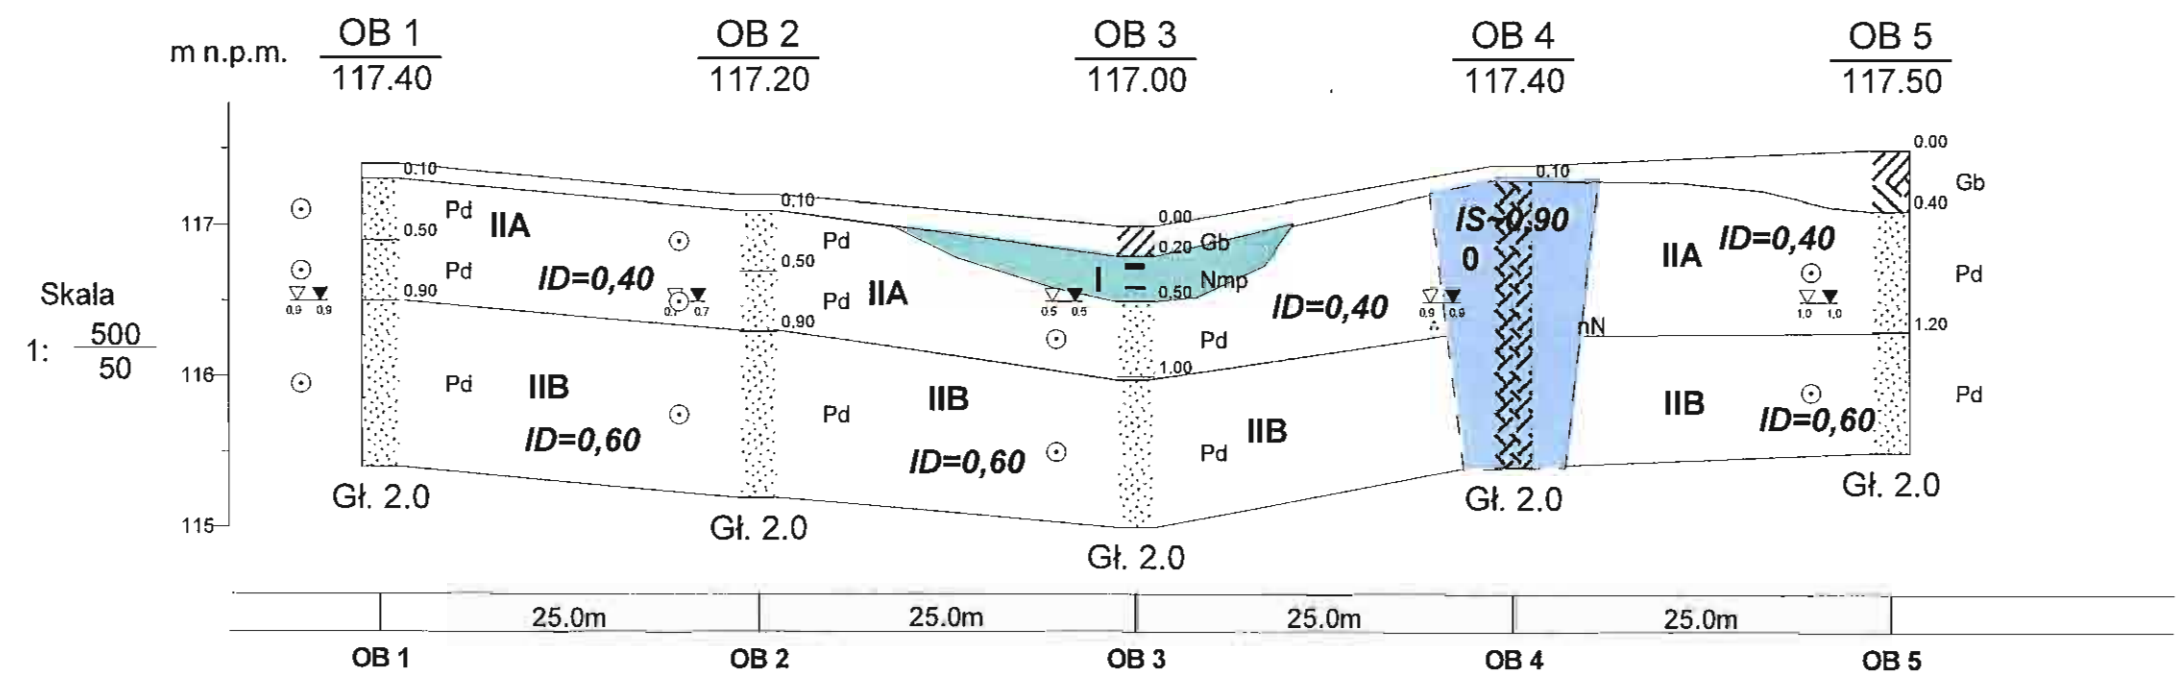 m n.p.m.
OB 1
117.40
OB 2
117.20
OB 3
117.00
OB 4
117.40
OB 5
117.50
Skala
1: 500
50
117
116
115
0.10
0.50
0.90
Pd
Pd
Pd
IIA
ID=0,40
0,9 0,9
IIB
ID=0,60
Gł. 2.0
0.10
0.50
0.90
Pd
Pd
Pd
0,7 0,7
IIA
IIB
ID=0,60
Gł. 2.0
0.00
0.20 Gb
I
Nmp
0.50
0,5 0,5
Pd
1.00
Pd
ID=0,40
IIB
Gł. 2.0
0.10
IS~0,90
0
0,9 0,9
nN
Gł. 2.0
IIA
ID=0,40
IIB
ID=0,60
1,0 1,0
0.00
Gb
0.40
Pd
1.20
Pd
Gł. 2.0
25.0m 25.0m 25.0m 25.0m
OB 1 OB 2 OB 3 OB 4 OB 5